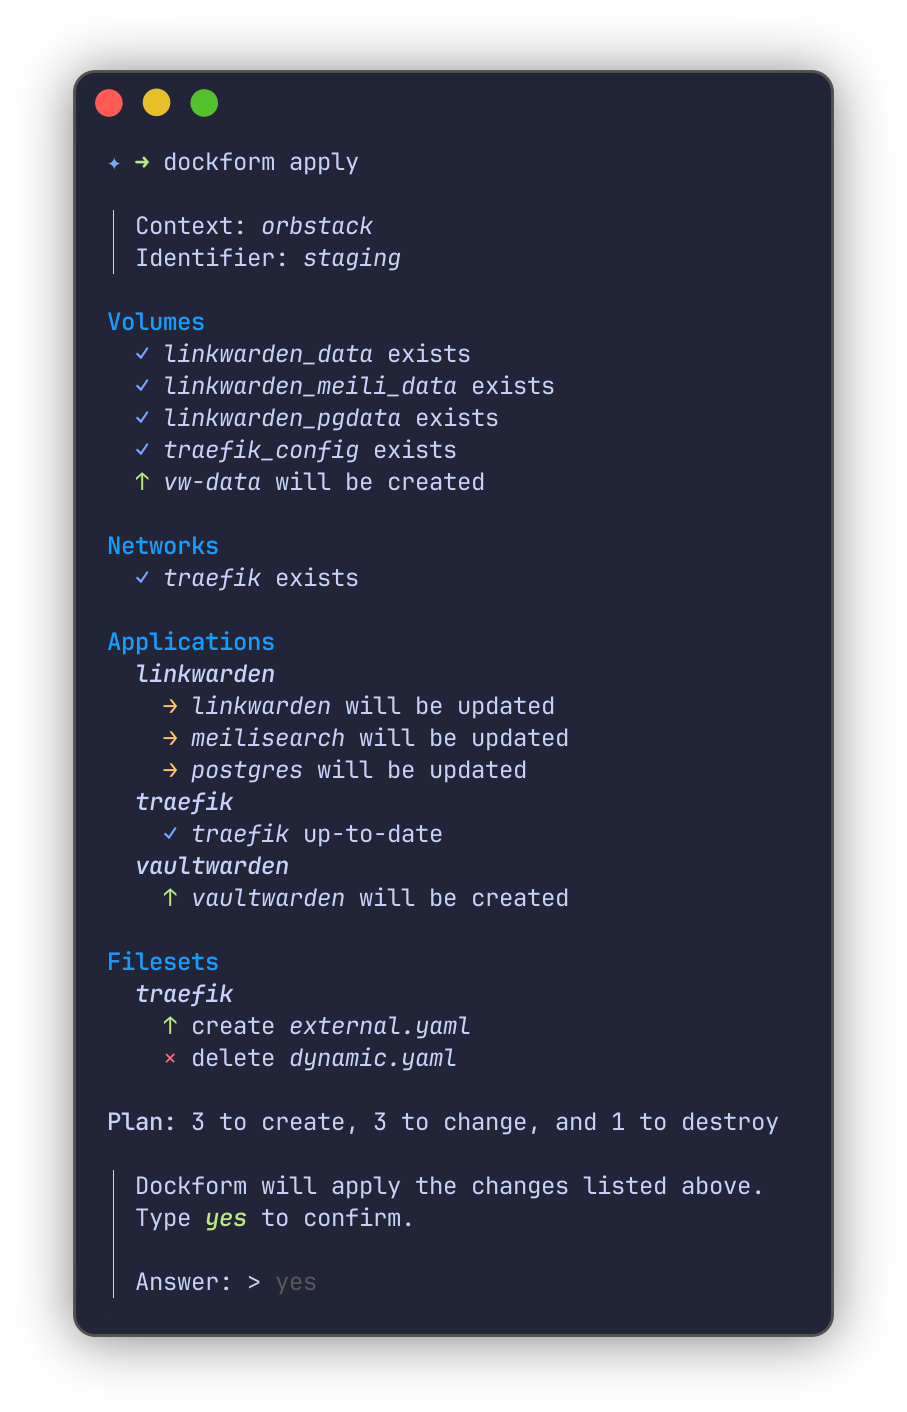 ✦ ➜ dockform apply
Context: orbstack
Identifier: staging
Volumes
✓ linkwarden_data exists
✓ linkwarden_meili_data exists
✓ linkwarden_pgdata exists
✓ traefik_config exists
↑ vw-data will be created
Networks
✓ traefik exists
Applications
linkwarden
→ linkwarden will be updated
→ meilisearch will be updated
→ postgres will be updated
traefik
✓ traefik up-to-date
vaultwarden
↑ vaultwarden will be created
Filesets
traefik
↑ create external.yaml
× delete dynamic.yaml
Plan: 3 to create, 3 to change, and 1 to destroy
Dockform will apply the changes listed above.
Type yes to confirm.
Answer: > yes